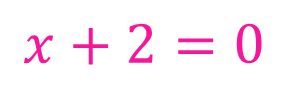 x + 2 = 0